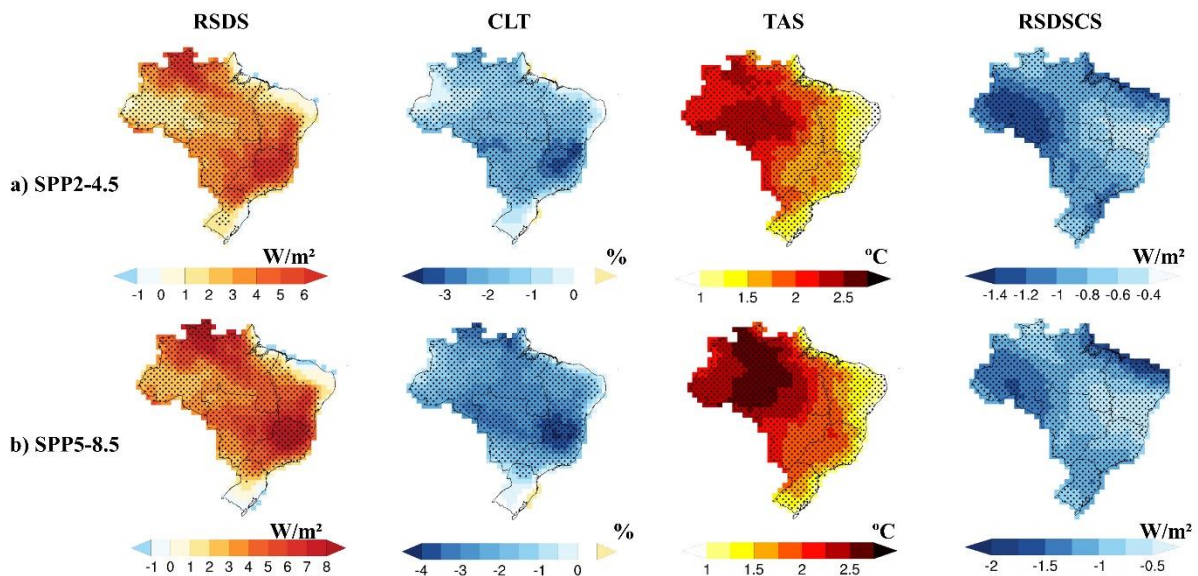 RSDS CLT TAS RSDSCS
a) SPP2-4.5
W/m² % ºC W/m²
-1 0 1 2 3 4 5 6 -3 -2 -1 0 1 1.5 2 2.5 -1.4 -1.2 -1 -0.8 -0.6 -0.4
b) SPP5-8.5
W/m² % ºC W/m²
-1 0 1 2 3 4 5 6 7 8 -4 -3 -2 -1 0 1 1.5 2 2.5 -2 -1.5 -1 -0.5